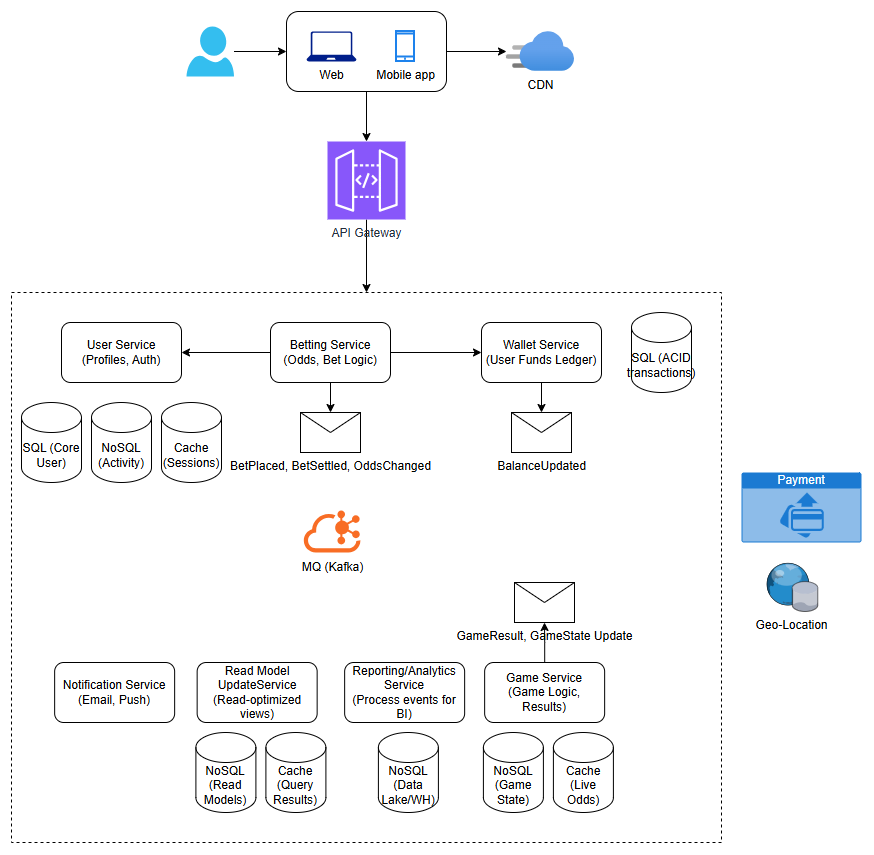 Web
Mobile app
CDN
API Gateway
User Service
(Profiles, Auth)
Betting Service
(Odds, Bet Logic)
Wallet Service
(User Funds Ledger)
SQL (ACID
transactions)
SQL (Core
User)
NoSQL
(Activity)
Cache
(Sessions)
BetPlaced, BetSettled, OddsChanged
BalanceUpdated
Payment
MQ (Kafka)
Geo-Location
GameResult, GameState Update
Notification Service
(Email, Push)
Read Model
UpdateService
(Read-optimized
views)
Reporting/Analytics
Service
(Process events for
BI)
Game Service
(Game Logic,
Results)
NoSQL
(Read
Models)
Cache
(Query
Results)
NoSQL
(Data
Lake/WH)
NoSQL
(Game
State)
Cache
(Live
Odds)